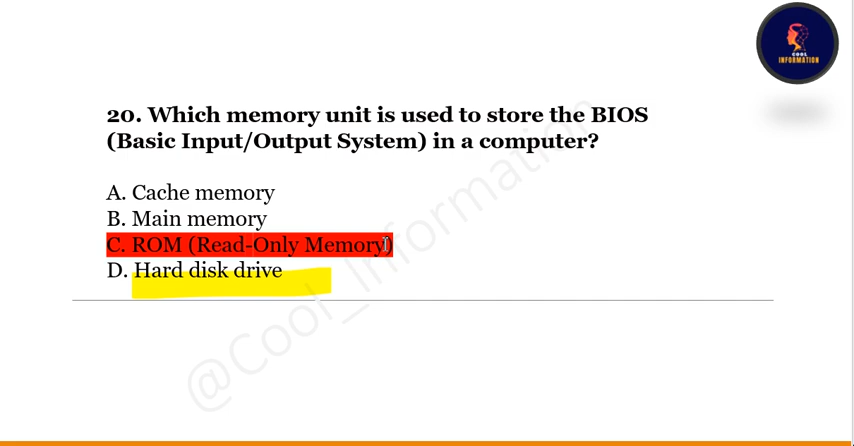 COOL
INFORMATION
20. Which memory unit is used to store the BIOS
(Basic Input/Output System) in a computer?
A. Cache memory
B. Main memory
C. ROM (Read-Only Memory)
D. Hard disk drive
@Cool_Information